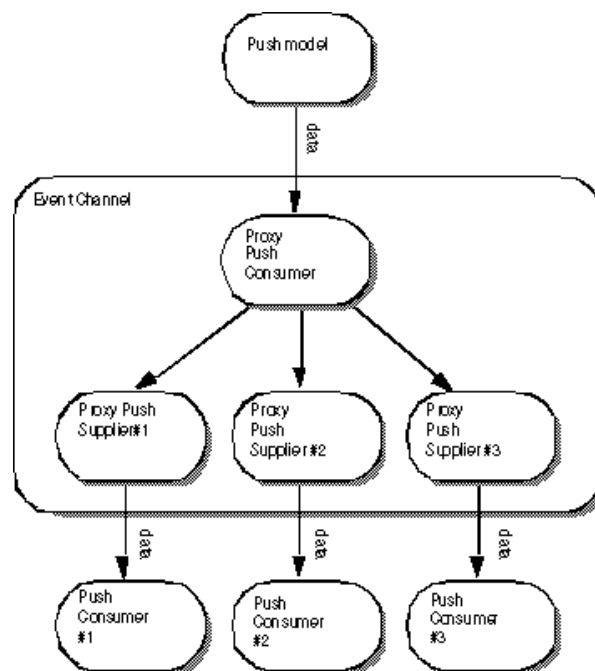 Push model
data
Event Channel
Proxy
Push
Consumer
Proxy Push
Supplier#1
Proxy
Push
Supplier #2
Proxy
Push
Supplier #3
data
data
data
Push
Consumer
#1
Push
Consumer
#2
Push
Consumer
#3